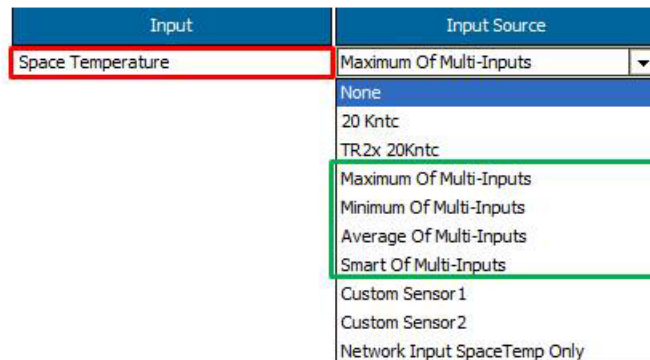 Input Input Source
Space Temperature Maximum Of Multi-Inputs
None
20 Kntc
TR2x 20Kntc
Maximum Of Multi-Inputs
Minimum Of Multi-Inputs
Average Of Multi-Inputs
Smart Of Multi-Inputs
Custom Sensor1
Custom Sensor2
Network Input SpaceTemp Only